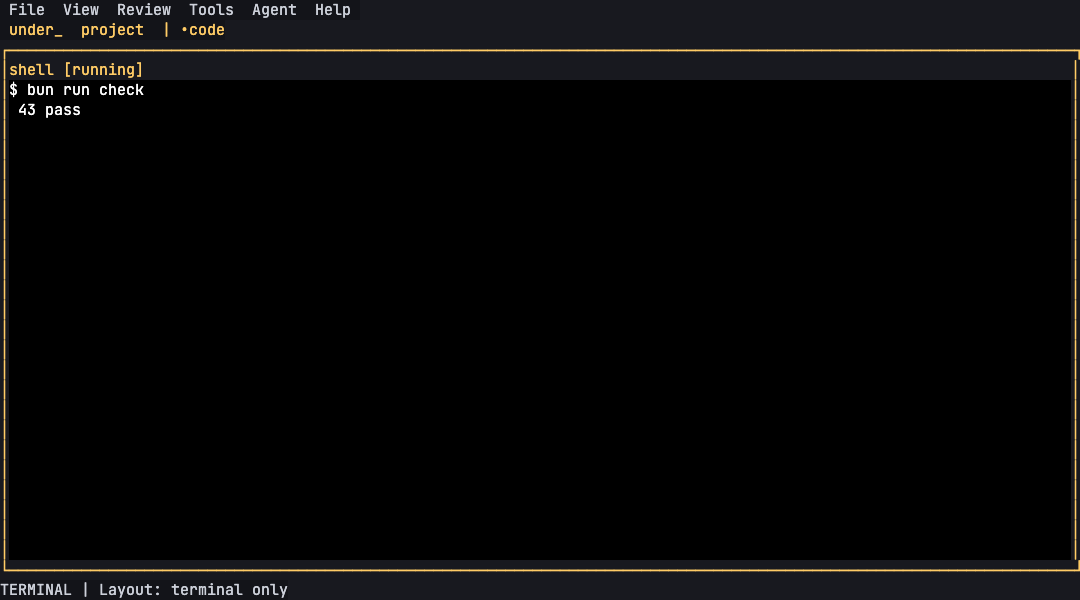 File  View  Review  Tools  Agent  Help
under_  project  | •code
shell [running]
$ bun run check
 43 pass
TERMINAL | Layout: terminal only